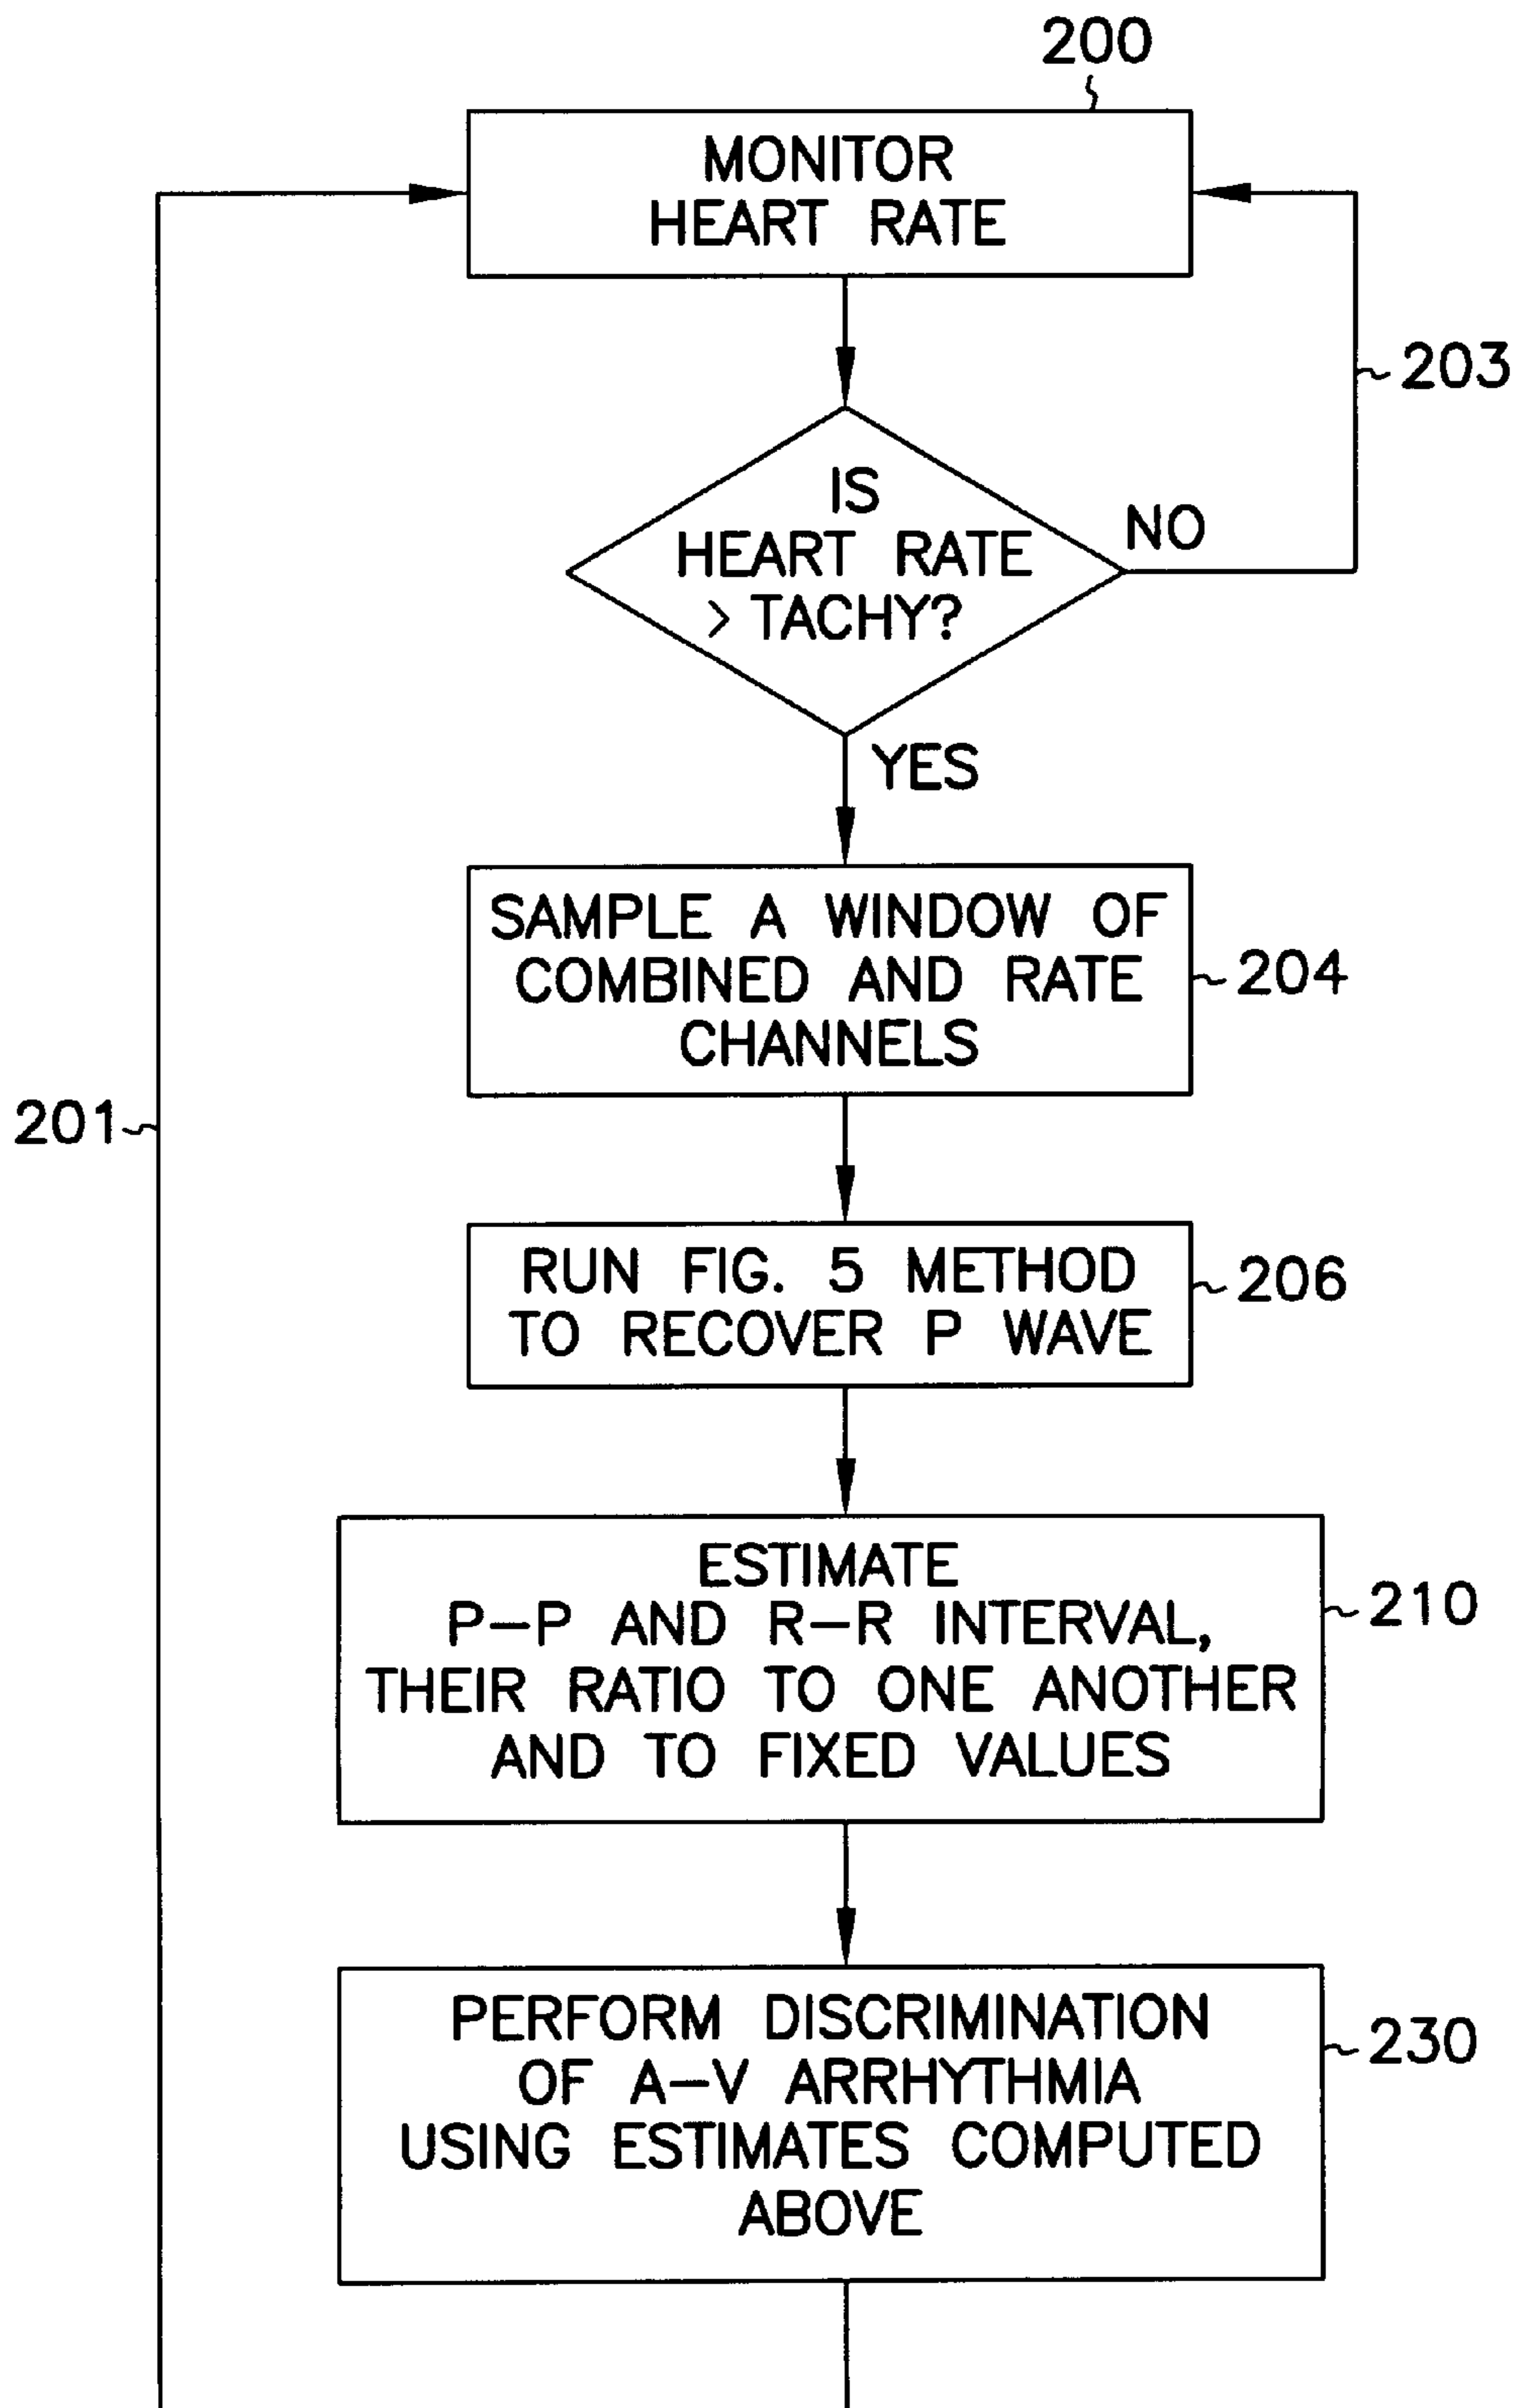 200
MONITOR
HEART RATE
203
IS
HEART RATE
> TACHY?
NO
YES
SAMPLE A WINDOW OF
COMBINED AND RATE
CHANNELS
204
201
RUN FIG. 5 METHOD
TO RECOVER P WAVE
206
ESTIMATE
P-P AND R-R INTERVAL,
THEIR RATIO TO ONE ANOTHER
AND TO FIXED VALUES
210
PERFORM DISCRIMINATION
OF A-V ARRHYTHMIA
USING ESTIMATES COMPUTED
ABOVE
230